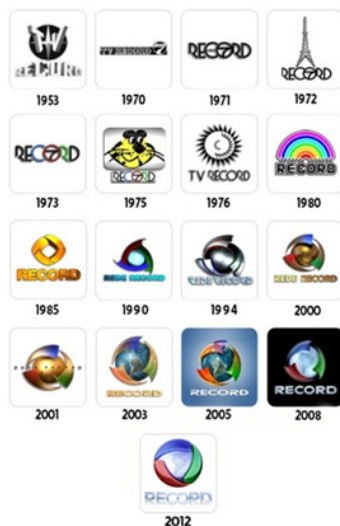 RECORD
1953
RECORD
1971
RECORD
1972
RECORD
1973
RECORD
1975
TV RECORD
1976
RECORD
1980
RECORD
1985
REDE RECORD
1990
REDE RECORD
1994
REDE RECORD
2000
2001
RECORD
2003
RECORD
2005
RECORD
2008
RECORD
2012
1970